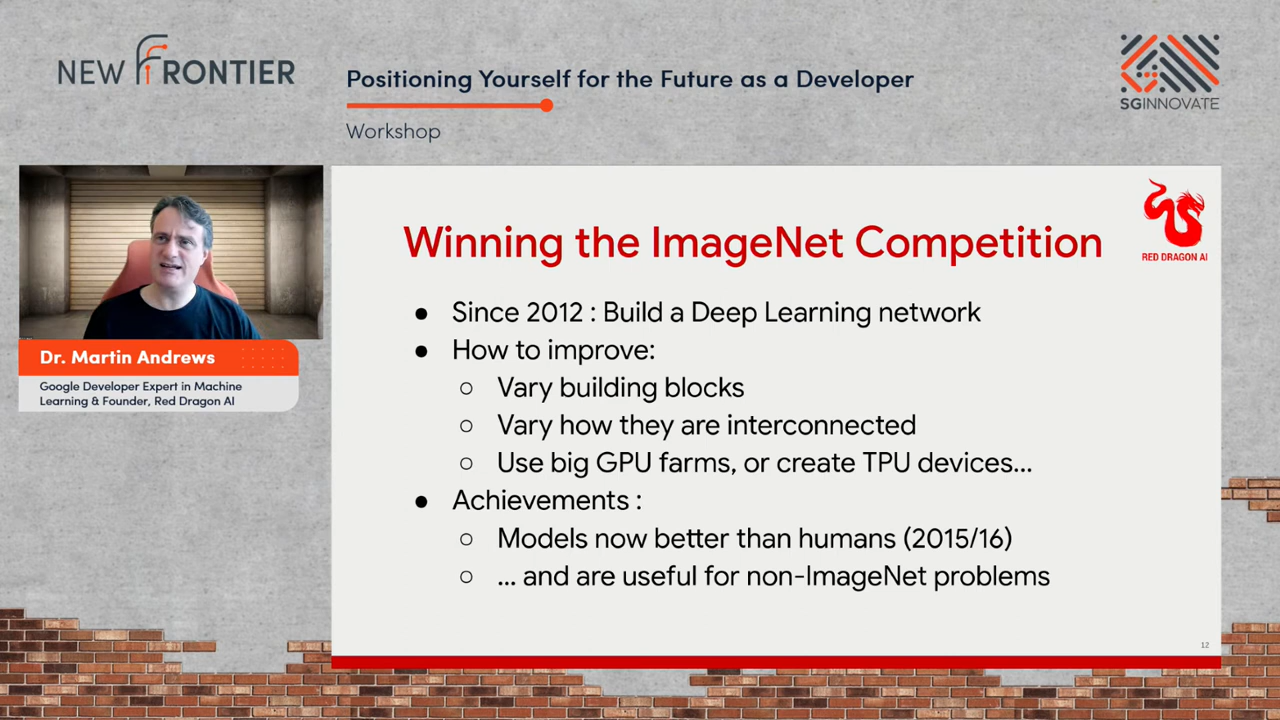 NEW FRONTIER
Positioning Yourself for the Future as a Developer
Workshop
SGINNOVATE
RED DRAGON AI
Winning the ImageNet Competition
● Since 2012 : Build a Deep Learning network
● How to improve:
○ Vary building blocks
○ Vary how they are interconnected
○ Use big GPU farms, or create TPU devices...
● Achievements :
○ Models now better than humans (2015/16)
○ ... and are useful for non-ImageNet problems
12
Dr. Martin Andrews
Google Developer Expert in Machine
Learning & Founder, Red Dragon AI